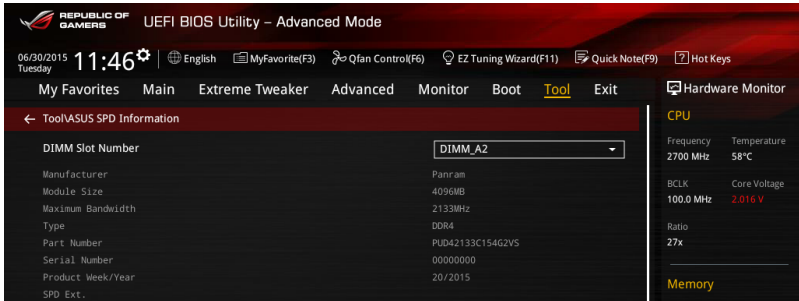 REPUBLIC OF
GAMERS
UEFI BIOS Utility – Advanced Mode
06/30/2015
Tuesday
11:46
English
MyFavorite(F3)
Qfan Control(F6)
EZ Tuning Wizard(F11)
Quick Note(F9)
? Hot Keys
My Favorites Main Extreme Tweaker Advanced Monitor Boot Tool Exit
← Tool\ASUS SPD Information
DIMM Slot Number DIMM_A2
Manufacturer Panram
Module Size 4096MB
Maximum Bandwidth 2133MHz
Type DDR4
Part Number PUD42133C154G2VS
Serial Number 00000000
Product Week/Year 20/2015
SPD Ext.
Hardware Monitor
CPU
Frequency Temperature
2700 MHz 58°C
BCLK Core Voltage
100.0 MHz 2.016 V
Ratio
27x
Memory